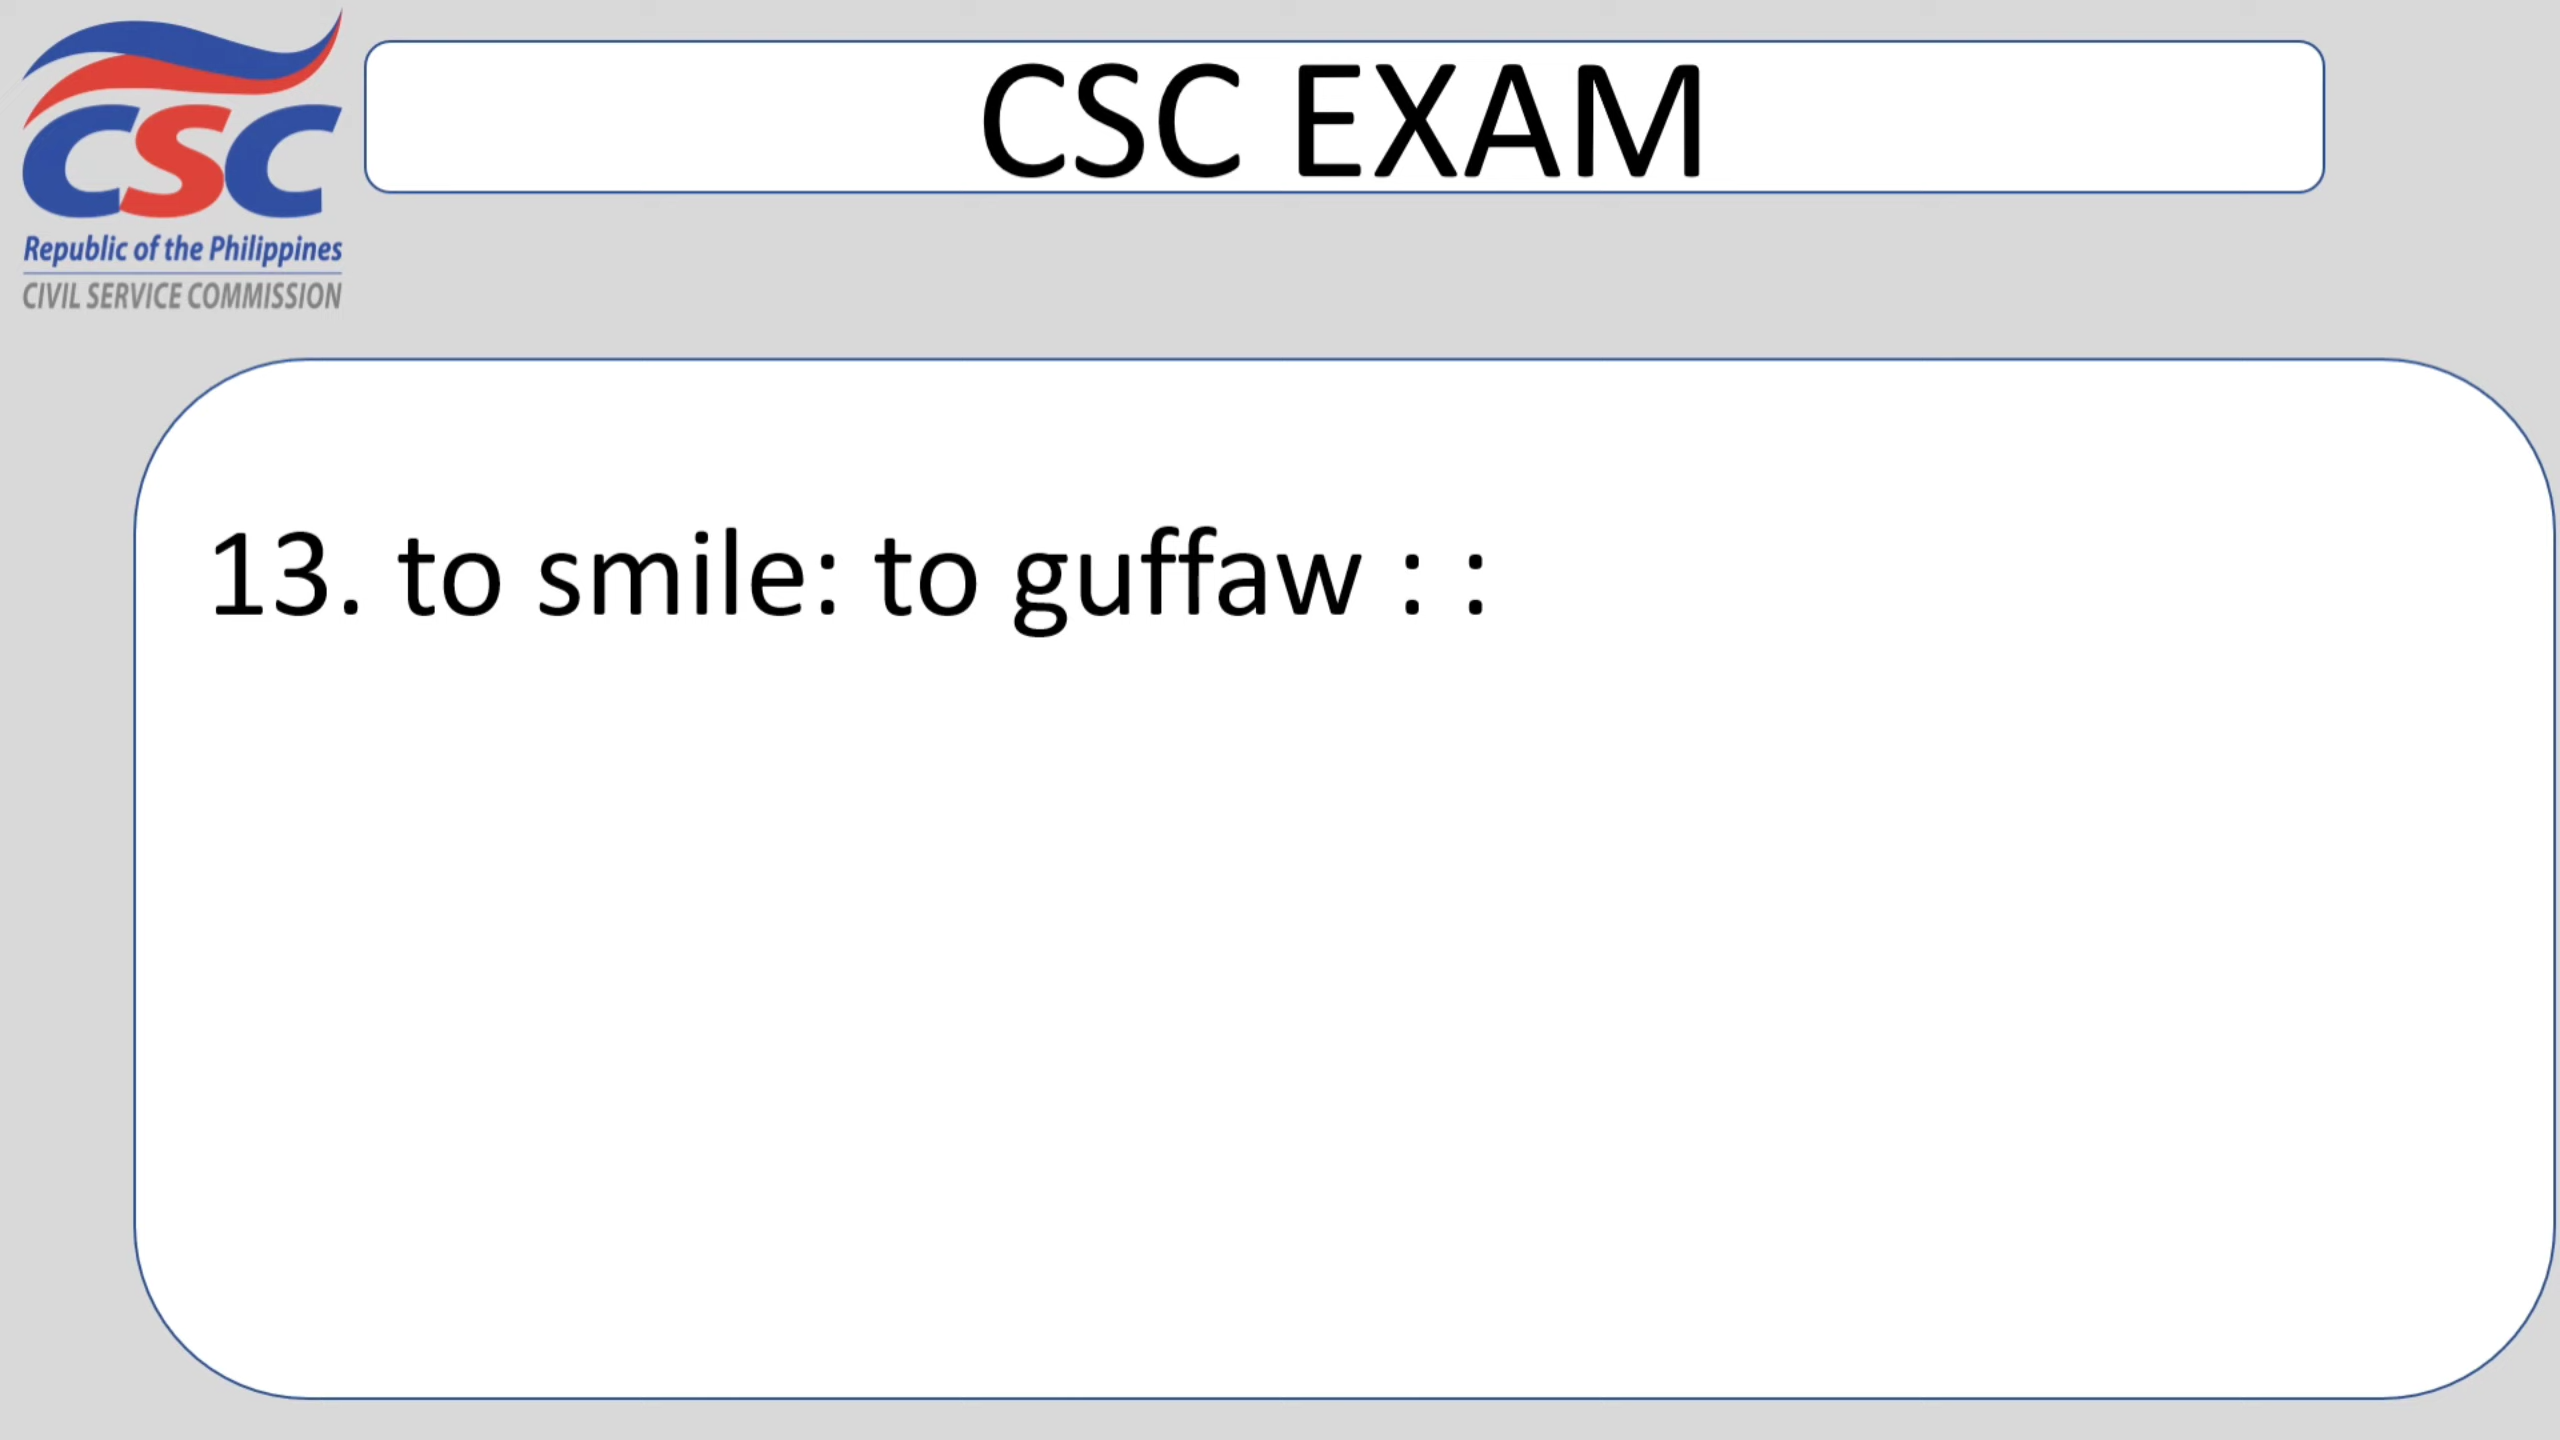 CSC EXAM
CSC
Republic of the Philippines
CIVIL SERVICE COMMISSION
13. to smile: to guffaw : :